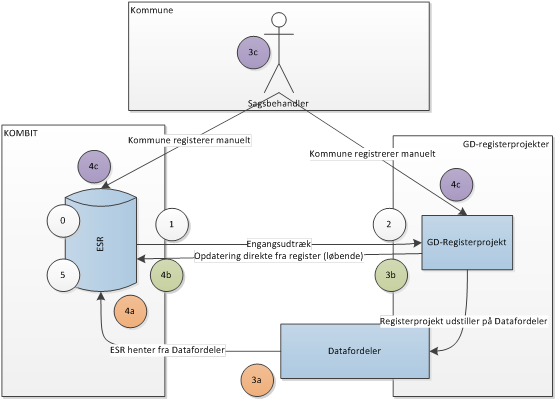 Kommune
3c
Sagsbehandler
KOMBIT
GD-registerprojekter
Kommune registerer manuelt
Kommune registrerer manuelt
4c
4c
0
1
2
ESR
Engangsudtræk
GD-Registerprojekt
Opdatering direkte fra register (løbende)
5
4b
3b
4a
Registerprojekt udstiller på Datafordeler
ESR henter fra Datafordeler
Datafordeler
3a